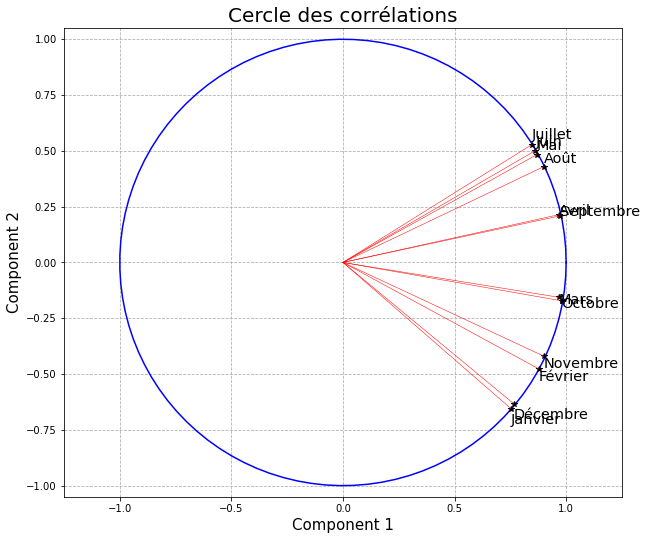 Cercle des corrélations
1.00
0.75
0.50
0.25
0.00
−0.25
−0.50
−0.75
−1.00
Component 2
Juillet
Juin
Mai
Août
Avril
Septembre
Mars
Octobre
Novembre
Février
Décembre
Janvier
−1.0
−0.5
0.0
0.5
1.0
Component 1